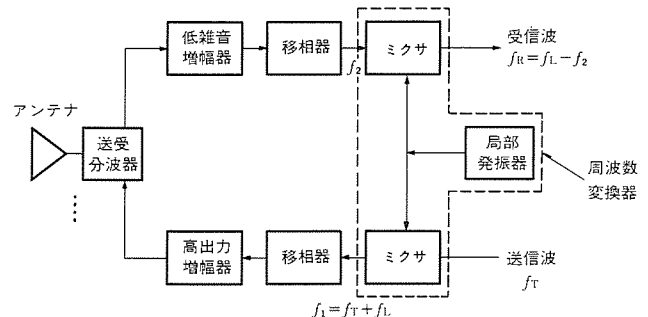 低雑音
増幅器
移相器
f₂
ミクサ
受信波
f_R=f_L−f_2
アンテナ
送受
分波器
局部
発振器
周波数
変換器
高出力
増幅器
移相器
ミクサ
送信波
f_T
f_1=f_T+f_L